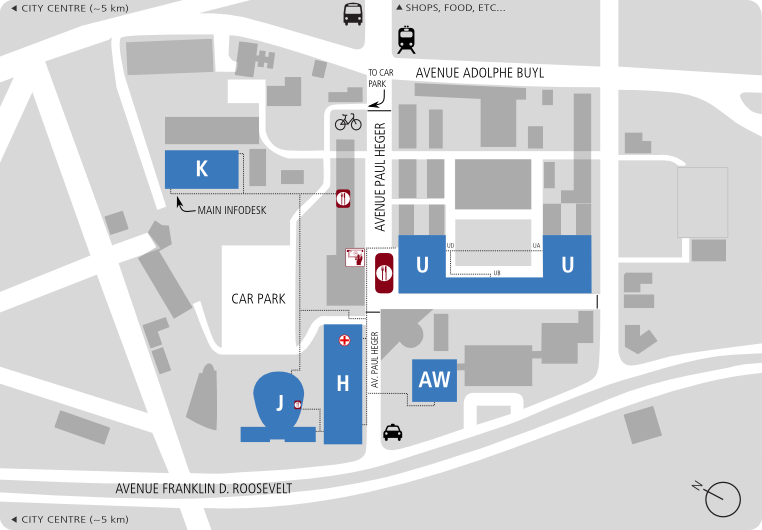 CITY CENTRE (~5 km)
SHOPS, FOOD, ETC...
AVENUE ADOLPHE BUYL
TO CAR
PARK
AVENUE PAUL HEGER
K
MAIN INFODESK
UD
UA
U
U
UB
CAR PARK
AV. PAUL HEGER
H
AW
J
AVENUE FRANKLIN D. ROOSEVELT
N
CITY CENTRE (~5 km)